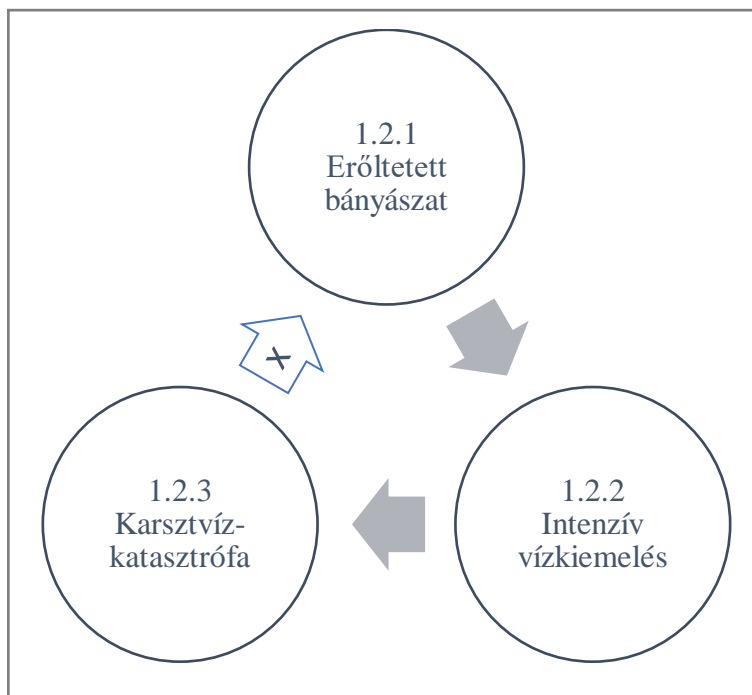 1.2.1
Erőltetett
bányászat
x
1.2.3
Karsztvíz-
katasztrófa
1.2.2
Intenzív
vízkiemelés